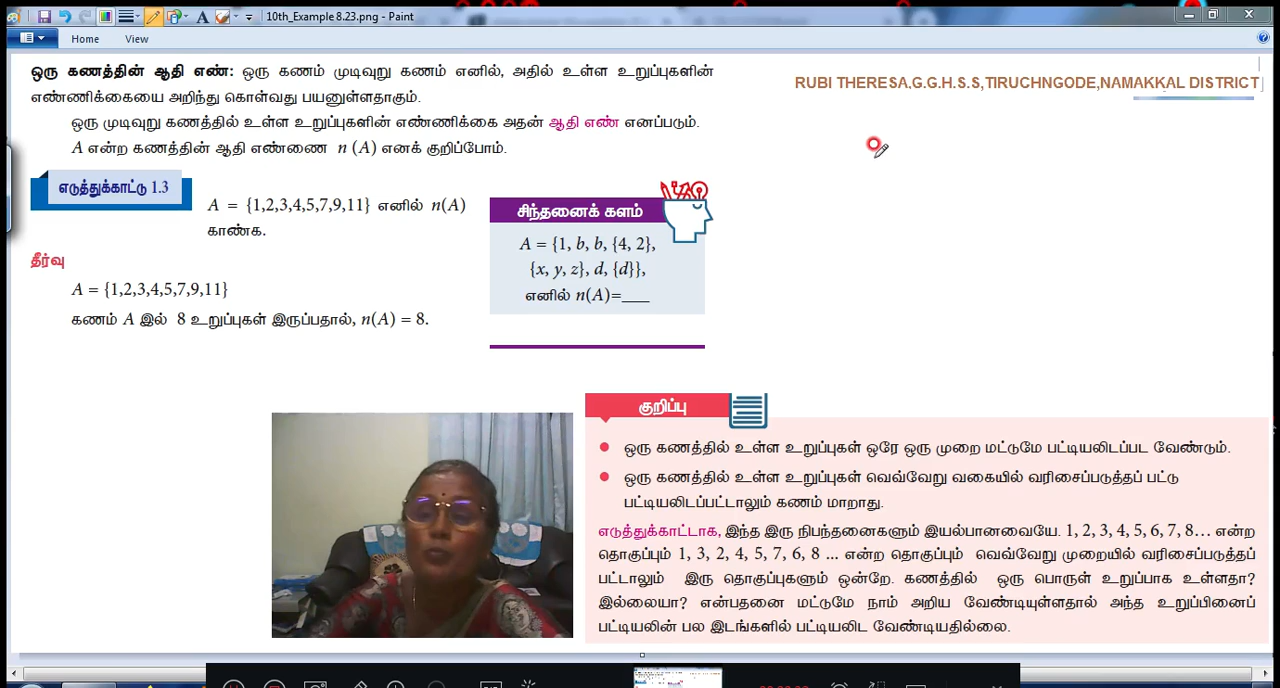 10th_Example 8.23.png - Paint
Home View
ஒரு கணத்தின் ஆதி எண்: ஒரு கணம் முடிவுறு கணம் எனில், அதில் உள்ள உறுப்புகளின்
எண்ணிக்கையை அறிந்து கொள்வது பயனுள்ளதாகும்.
ஒரு முடிவுறு கணத்தில் உள்ள உறுப்புகளின் எண்ணிக்கை அதன் ஆதி எண் எனப்படும்.
A என்ற கணத்தின் ஆதி எண்ணை n (A) எனக் குறிப்போம்.
RUBI THERESA,G.G.H.S.S,TIRUCHNGODE,NAMAKKAL DISTRICT
எடுத்துக்காட்டு 1.3
A = {1,2,3,4,5,7,9,11} எனில் n(A)
காண்க.
தீர்வு
A = {1,2,3,4,5,7,9,11}
கணம் A இல் 8 உறுப்புகள் இருப்பதால், n(A) = 8.
சிந்தனைக் களம்
A = {1, b, b, {4, 2},
{x, y, z}, d, {d}},
எனில் n(A)=___
குறிப்பு
ஒரு கணத்தில் உள்ள உறுப்புகள் ஒரே ஒரு முறை மட்டுமே பட்டியலிடப்பட வேண்டும்.
ஒரு கணத்தில் உள்ள உறுப்புகள் வெவ்வேறு வகையில் வரிசைப்படுத்தப் பட்டு
பட்டியலிடப்பட்டாலும் கணம் மாறாது.
எடுத்துக்காட்டாக, இந்த இரு நிபந்தனைகளும் இயல்பானவையே. 1, 2, 3, 4, 5, 6, 7, 8… என்ற
தொகுப்பும் 1, 3, 2, 4, 5, 7, 6, 8 ... என்ற தொகுப்பும் வெவ்வேறு முறையில் வரிசைப்படுத்தப்
பட்டாலும் இரு தொகுப்புகளும் ஒன்றே. கணத்தில் ஒரு பொருள் உறுப்பாக உள்ளதா?
இல்லையா? என்பதனை மட்டுமே நாம் அறிய வேண்டியுள்ளதால் அந்த உறுப்பினைப்
பட்டியலின் பல இடங்களில் பட்டியலிட வேண்டியதில்லை.